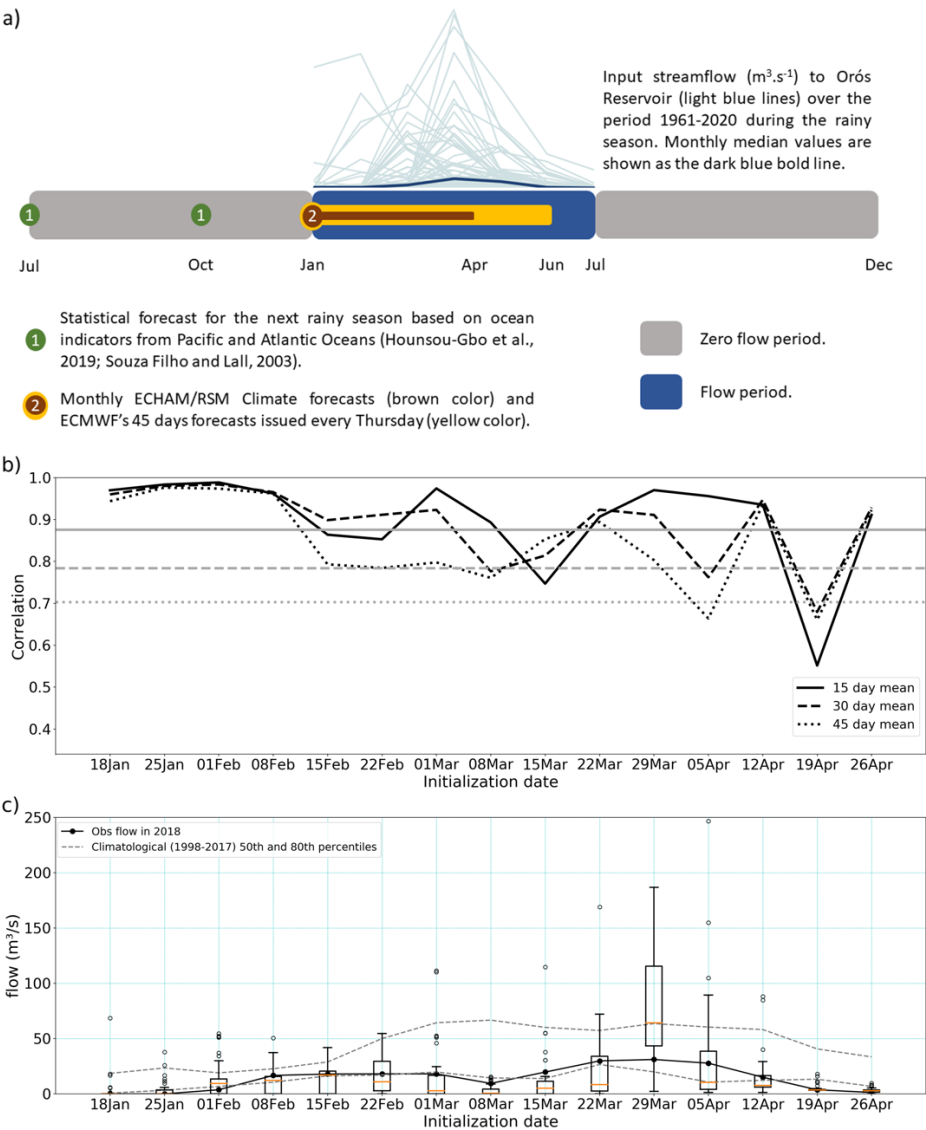 a)
Input streamflow (m³.s⁻¹) to Orós
Reservoir (light blue lines) over the
period 1961-2020 during the rainy
season. Monthly median values are
shown as the dark blue bold line.
1
1
2
Jul
Oct
Jan
Apr
Jun
Jul
Dec
1
Statistical forecast for the next rainy season based on ocean
indicators from Pacific and Atlantic Oceans (Hounsou-Gbo et al.,
2019; Souza Filho and Lall, 2003).
Zero flow period.
2
Monthly ECHAM/RSM Climate forecasts (brown color) and
ECMWF's 45 days forecasts issued every Thursday (yellow color).
Flow period.
b)
1.0
0.9
0.8
0.7
0.6
0.5
0.4
Correlation
15 day mean
30 day mean
45 day mean
18Jan 25Jan 01Feb 08Feb 15Feb 22Feb 01Mar 08Mar 15Mar 22Mar 29Mar 05Apr 12Apr 19Apr 26Apr
Initialization date
c)
250
200
150
100
50
0
flow (m³/s)
Obs flow in 2018
Climatological (1998-2017) 50th and 80th percentiles
18Jan 25Jan 01Feb 08Feb 15Feb 22Feb 01Mar 08Mar 15Mar 22Mar 29Mar 05Apr 12Apr 19Apr 26Apr
Initialization date